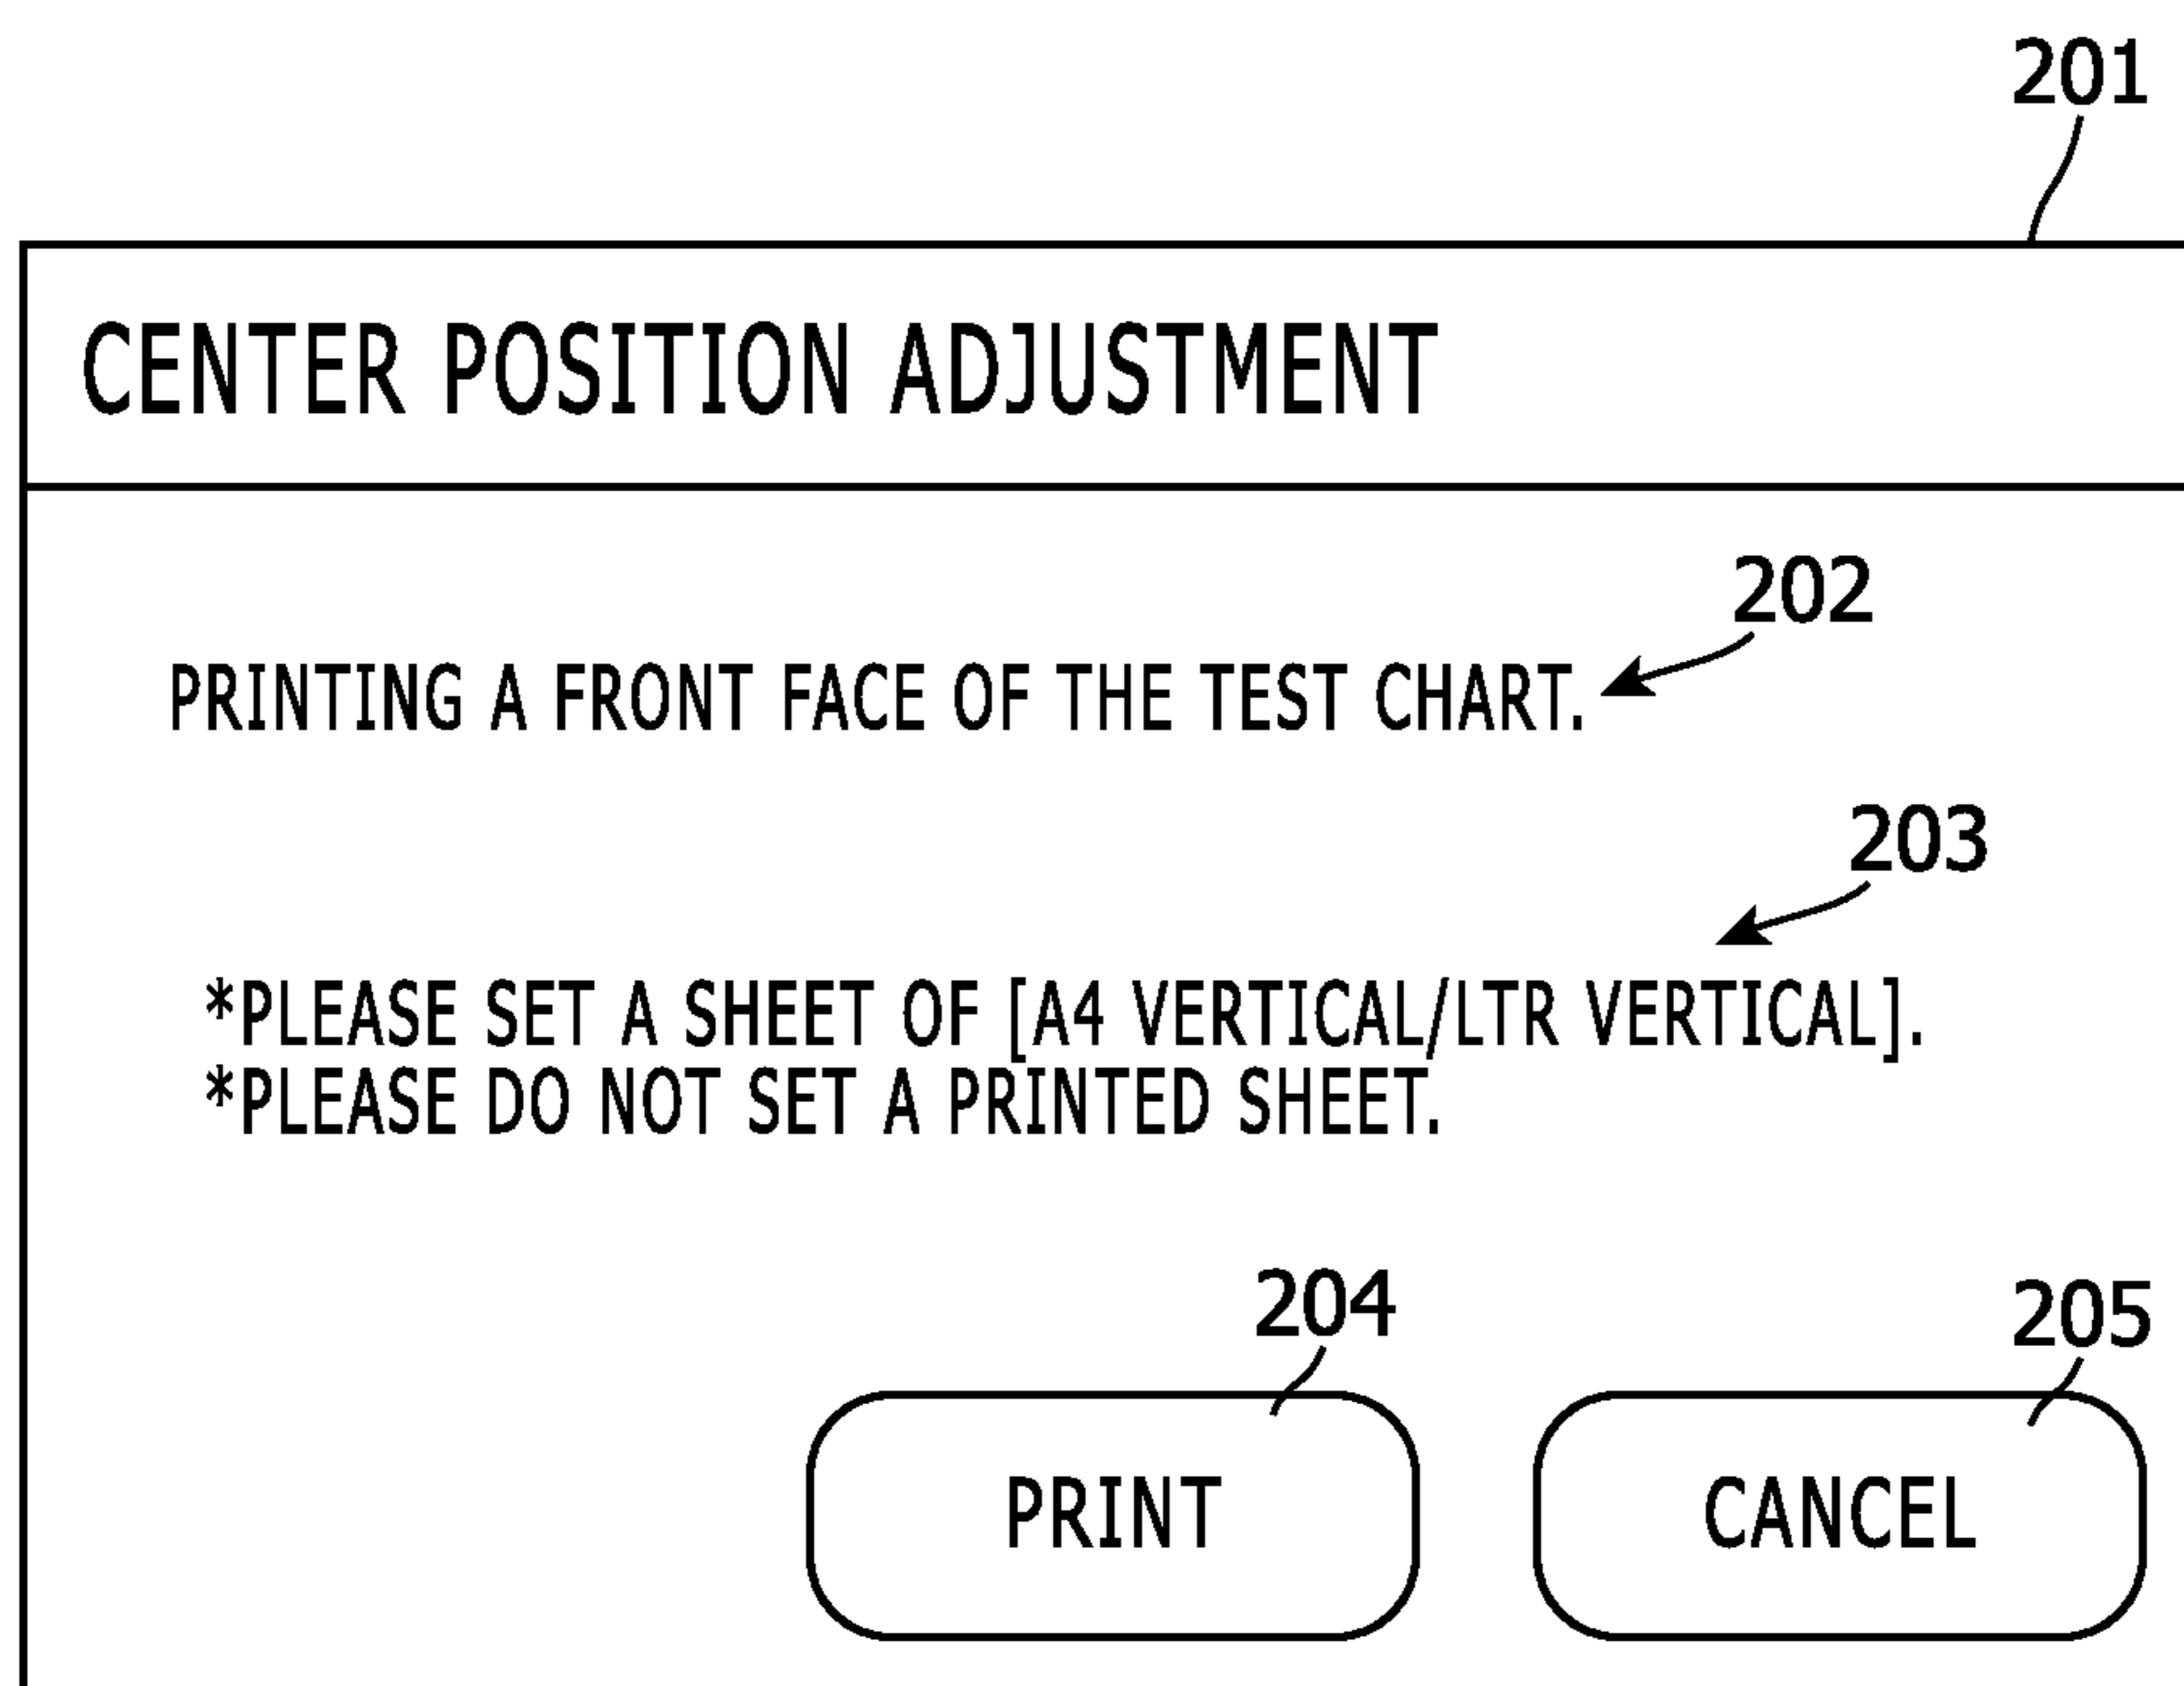 201
CENTER POSITION ADJUSTMENT
202
PRINTING A FRONT FACE OF THE TEST CHART.
203
*PLEASE SET A SHEET OF [A4 VERTICAL/LTR VERTICAL].
*PLEASE DO NOT SET A PRINTED SHEET.
204
205
PRINT
CANCEL